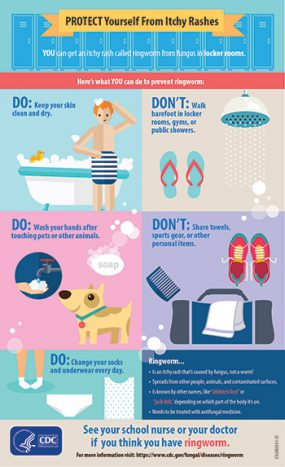 PROTECT Yourself From Itchy Rashes
YOU can get an itchy rash called ringworm from fungus in locker rooms.
Here's what YOU can do to prevent ringworm:
DO: Keep your skin
clean and dry.
DON'T: Walk
barefoot in locker
rooms, gyms, or
public showers.
DO: Wash your hands after
touching pets or other animals.
soap
DON'T: Share towels,
sports gear, or other
personal items.
DO: Change your socks
and underwear every day.
Ringworm...
• Is an itchy rash that's caused by fungus, not a worm!
• Spreads from other people, animals, and contaminated surfaces.
• Is known by other names, like "athlete's foot" or
"jock itch," depending on which part of the body it's on.
• Needs to be treated with antifungal medicine.
CDC
See your school nurse or your doctor
if you think you have ringworm.
For more information visit: https://www.cdc.gov/fungal/diseases/ringworm